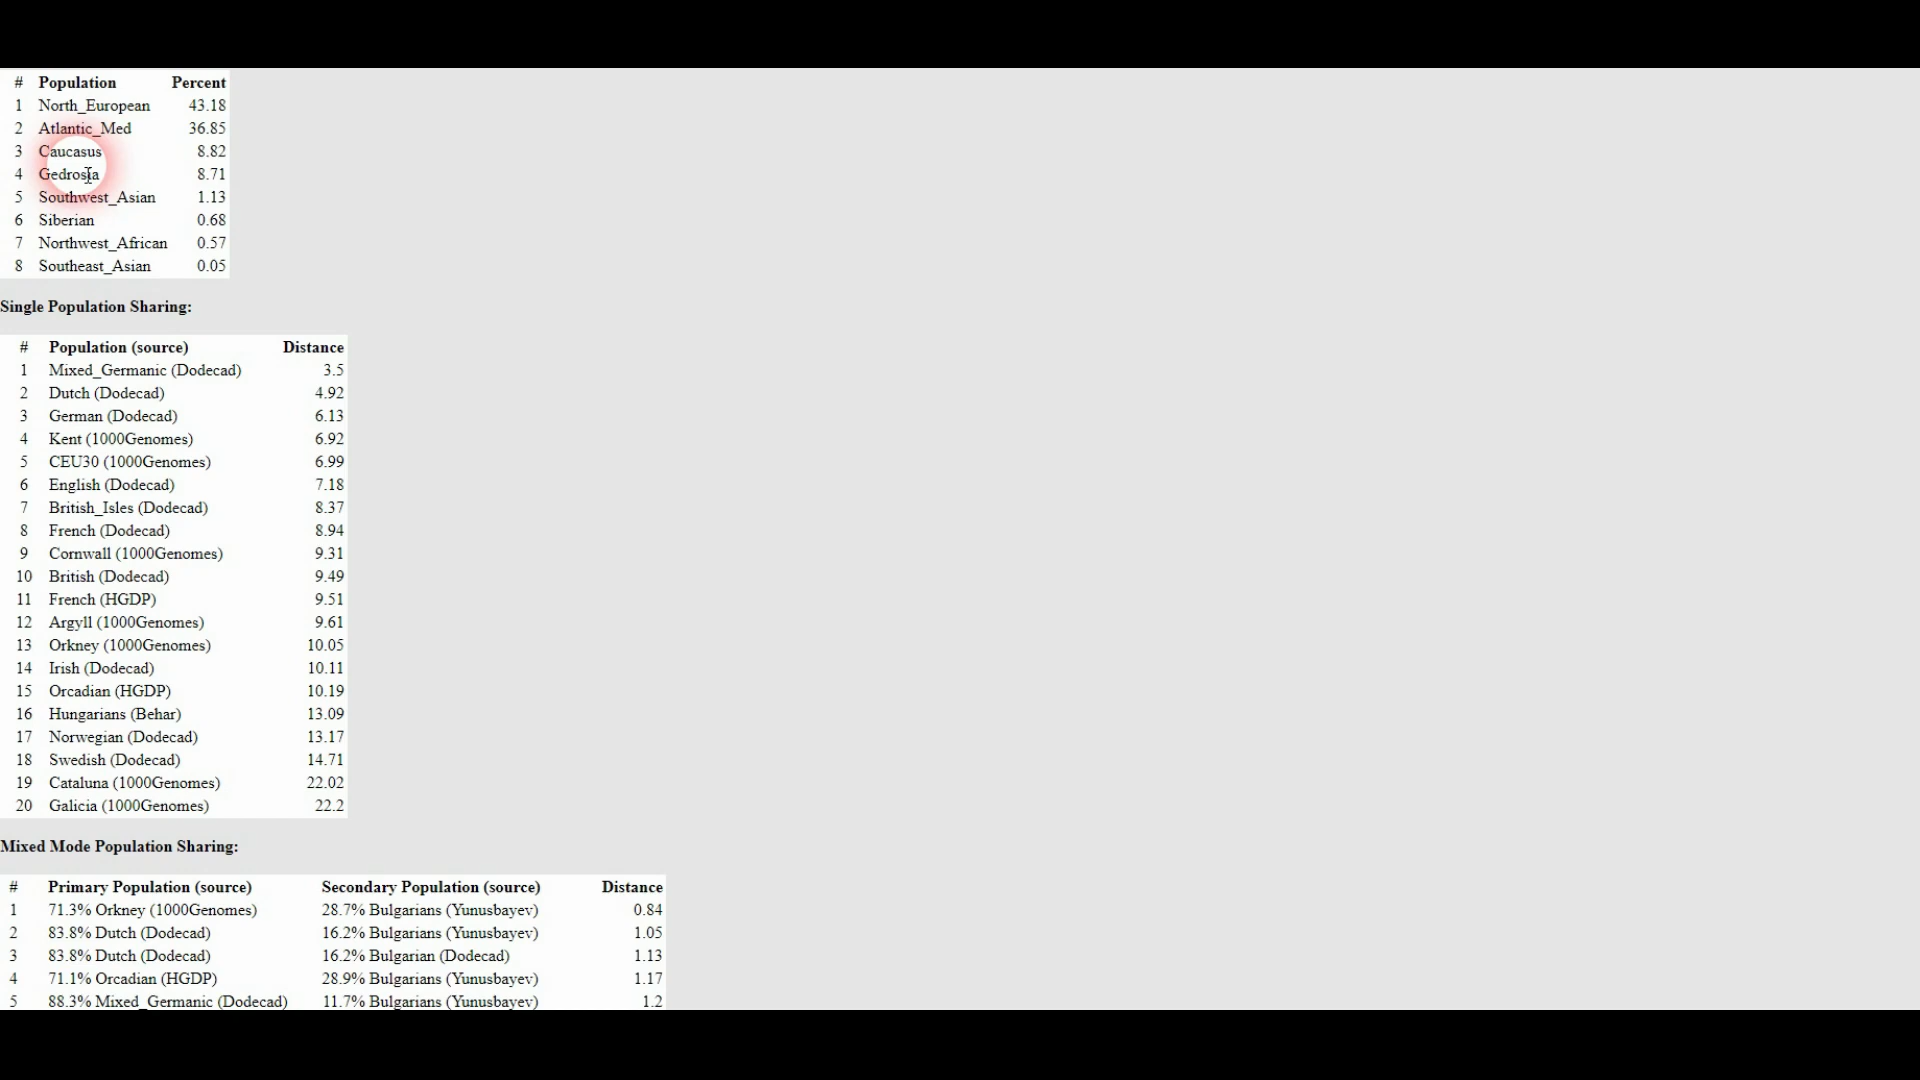 # Population Percent
1 North_European 43.18
2 Atlantic_Med 36.85
3 Caucasus 8.82
4 Gedrosia 8.71
5 Southwest_Asian 1.13
6 Siberian 0.68
7 Northwest_African 0.57
8 Southeast_Asian 0.05
Single Population Sharing:
# Population (source) Distance
1 Mixed_Germanic (Dodecad) 3.5
2 Dutch (Dodecad) 4.92
3 German (Dodecad) 6.13
4 Kent (1000Genomes) 6.92
5 CEU30 (1000Genomes) 6.99
6 English (Dodecad) 7.18
7 British_Isles (Dodecad) 8.37
8 French (Dodecad) 8.94
9 Cornwall (1000Genomes) 9.31
10 British (Dodecad) 9.49
11 French (HGDP) 9.51
12 Argyll (1000Genomes) 9.61
13 Orkney (1000Genomes) 10.05
14 Irish (Dodecad) 10.11
15 Orcadian (HGDP) 10.19
16 Hungarians (Behar) 13.09
17 Norwegian (Dodecad) 13.17
18 Swedish (Dodecad) 14.71
19 Cataluna (1000Genomes) 22.02
20 Galicia (1000Genomes) 22.2
Mixed Mode Population Sharing:
# Primary Population (source) Secondary Population (source) Distance
1 71.3% Orkney (1000Genomes) 28.7% Bulgarians (Yunusbayev) 0.84
2 83.8% Dutch (Dodecad) 16.2% Bulgarians (Yunusbayev) 1.05
3 83.8% Dutch (Dodecad) 16.2% Bulgarian (Dodecad) 1.13
4 71.1% Orcadian (HGDP) 28.9% Bulgarians (Yunusbayev) 1.17
5 88.3% Mixed_Germanic (Dodecad) 11.7% Bulgarians (Yunusbayev) 1.2